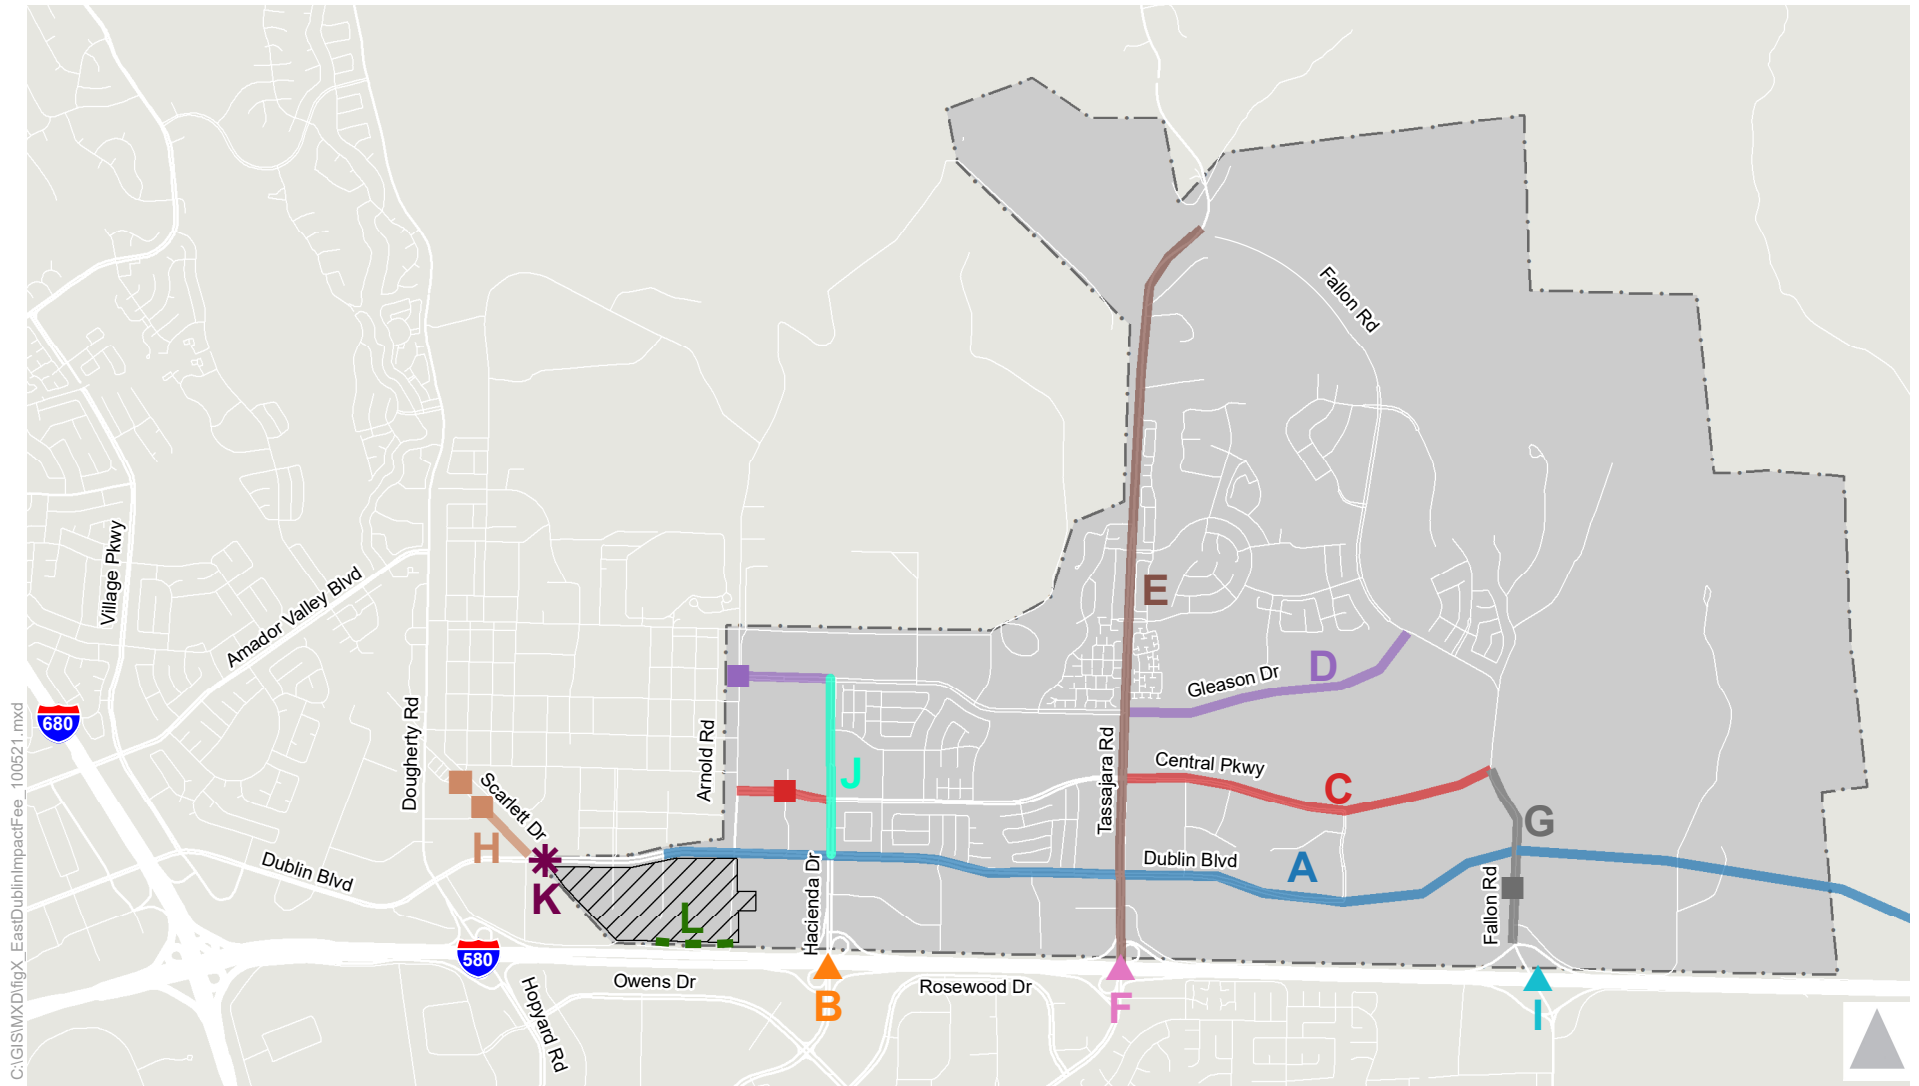 Fallon Rd
Village Pkwy
Amador Valley Blvd
E
D
Gleason Dr
680
Dougherty Rd
Arnold Rd
Scarlett Dr
J
Tassajara Rd
Central Pkwy
C
G
H
Dublin Blvd
K
L
Hacienda Dr
Dublin Blvd
A
Fallon Rd
580
Hopyard Rd
Owens Dr
B
Rosewood Dr
F
I
C:\GIS\MXD\figX_EastDublinImpactFee_100521.mxd